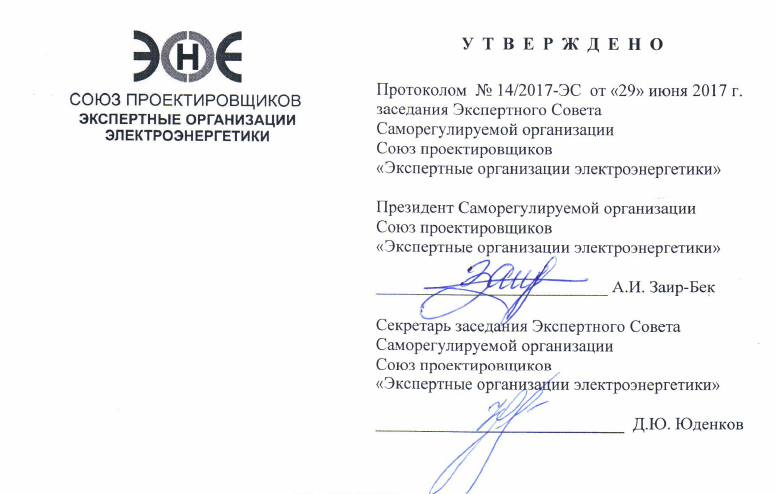 ЭНЕ
СОЮЗ ПРОЕКТИРОВЩИКОВ
ЭКСПЕРТНЫЕ ОРГАНИЗАЦИИ
ЭЛЕКТРОЭНЕРГЕТИКИ
УТВЕРЖДЕНО
Протоколом № 14/2017-ЭС от «29» июня 2017 г.
заседания Экспертного Совета
Саморегулируемой организации
Союз проектировщиков
«Экспертные организации электроэнергетики»
Президент Саморегулируемой организации
Союз проектировщиков
«Экспертные организации электроэнергетики»
А.И. Заир-Бек
Секретарь заседания Экспертного Совета
Саморегулируемой организации
Союз проектировщиков
«Экспертные организации электроэнергетики»
Д.Ю. Юденков